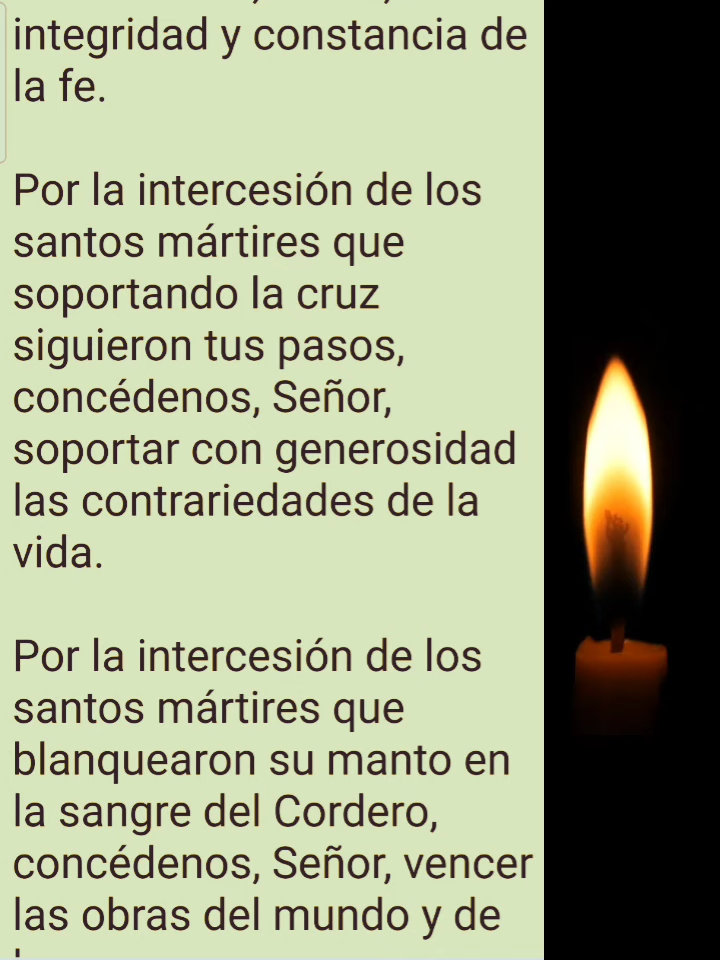 integridad y constancia de
la fe.
Por la intercesión de los
santos mártires que
soportando la cruz
siguieron tus pasos,
concédenos, Señor,
soportar con generosidad
las contrariedades de la
vida.
Por la intercesión de los
santos mártires que
blanquearon su manto en
la sangre del Cordero,
concédenos, Señor, vencer
las obras del mundo y de